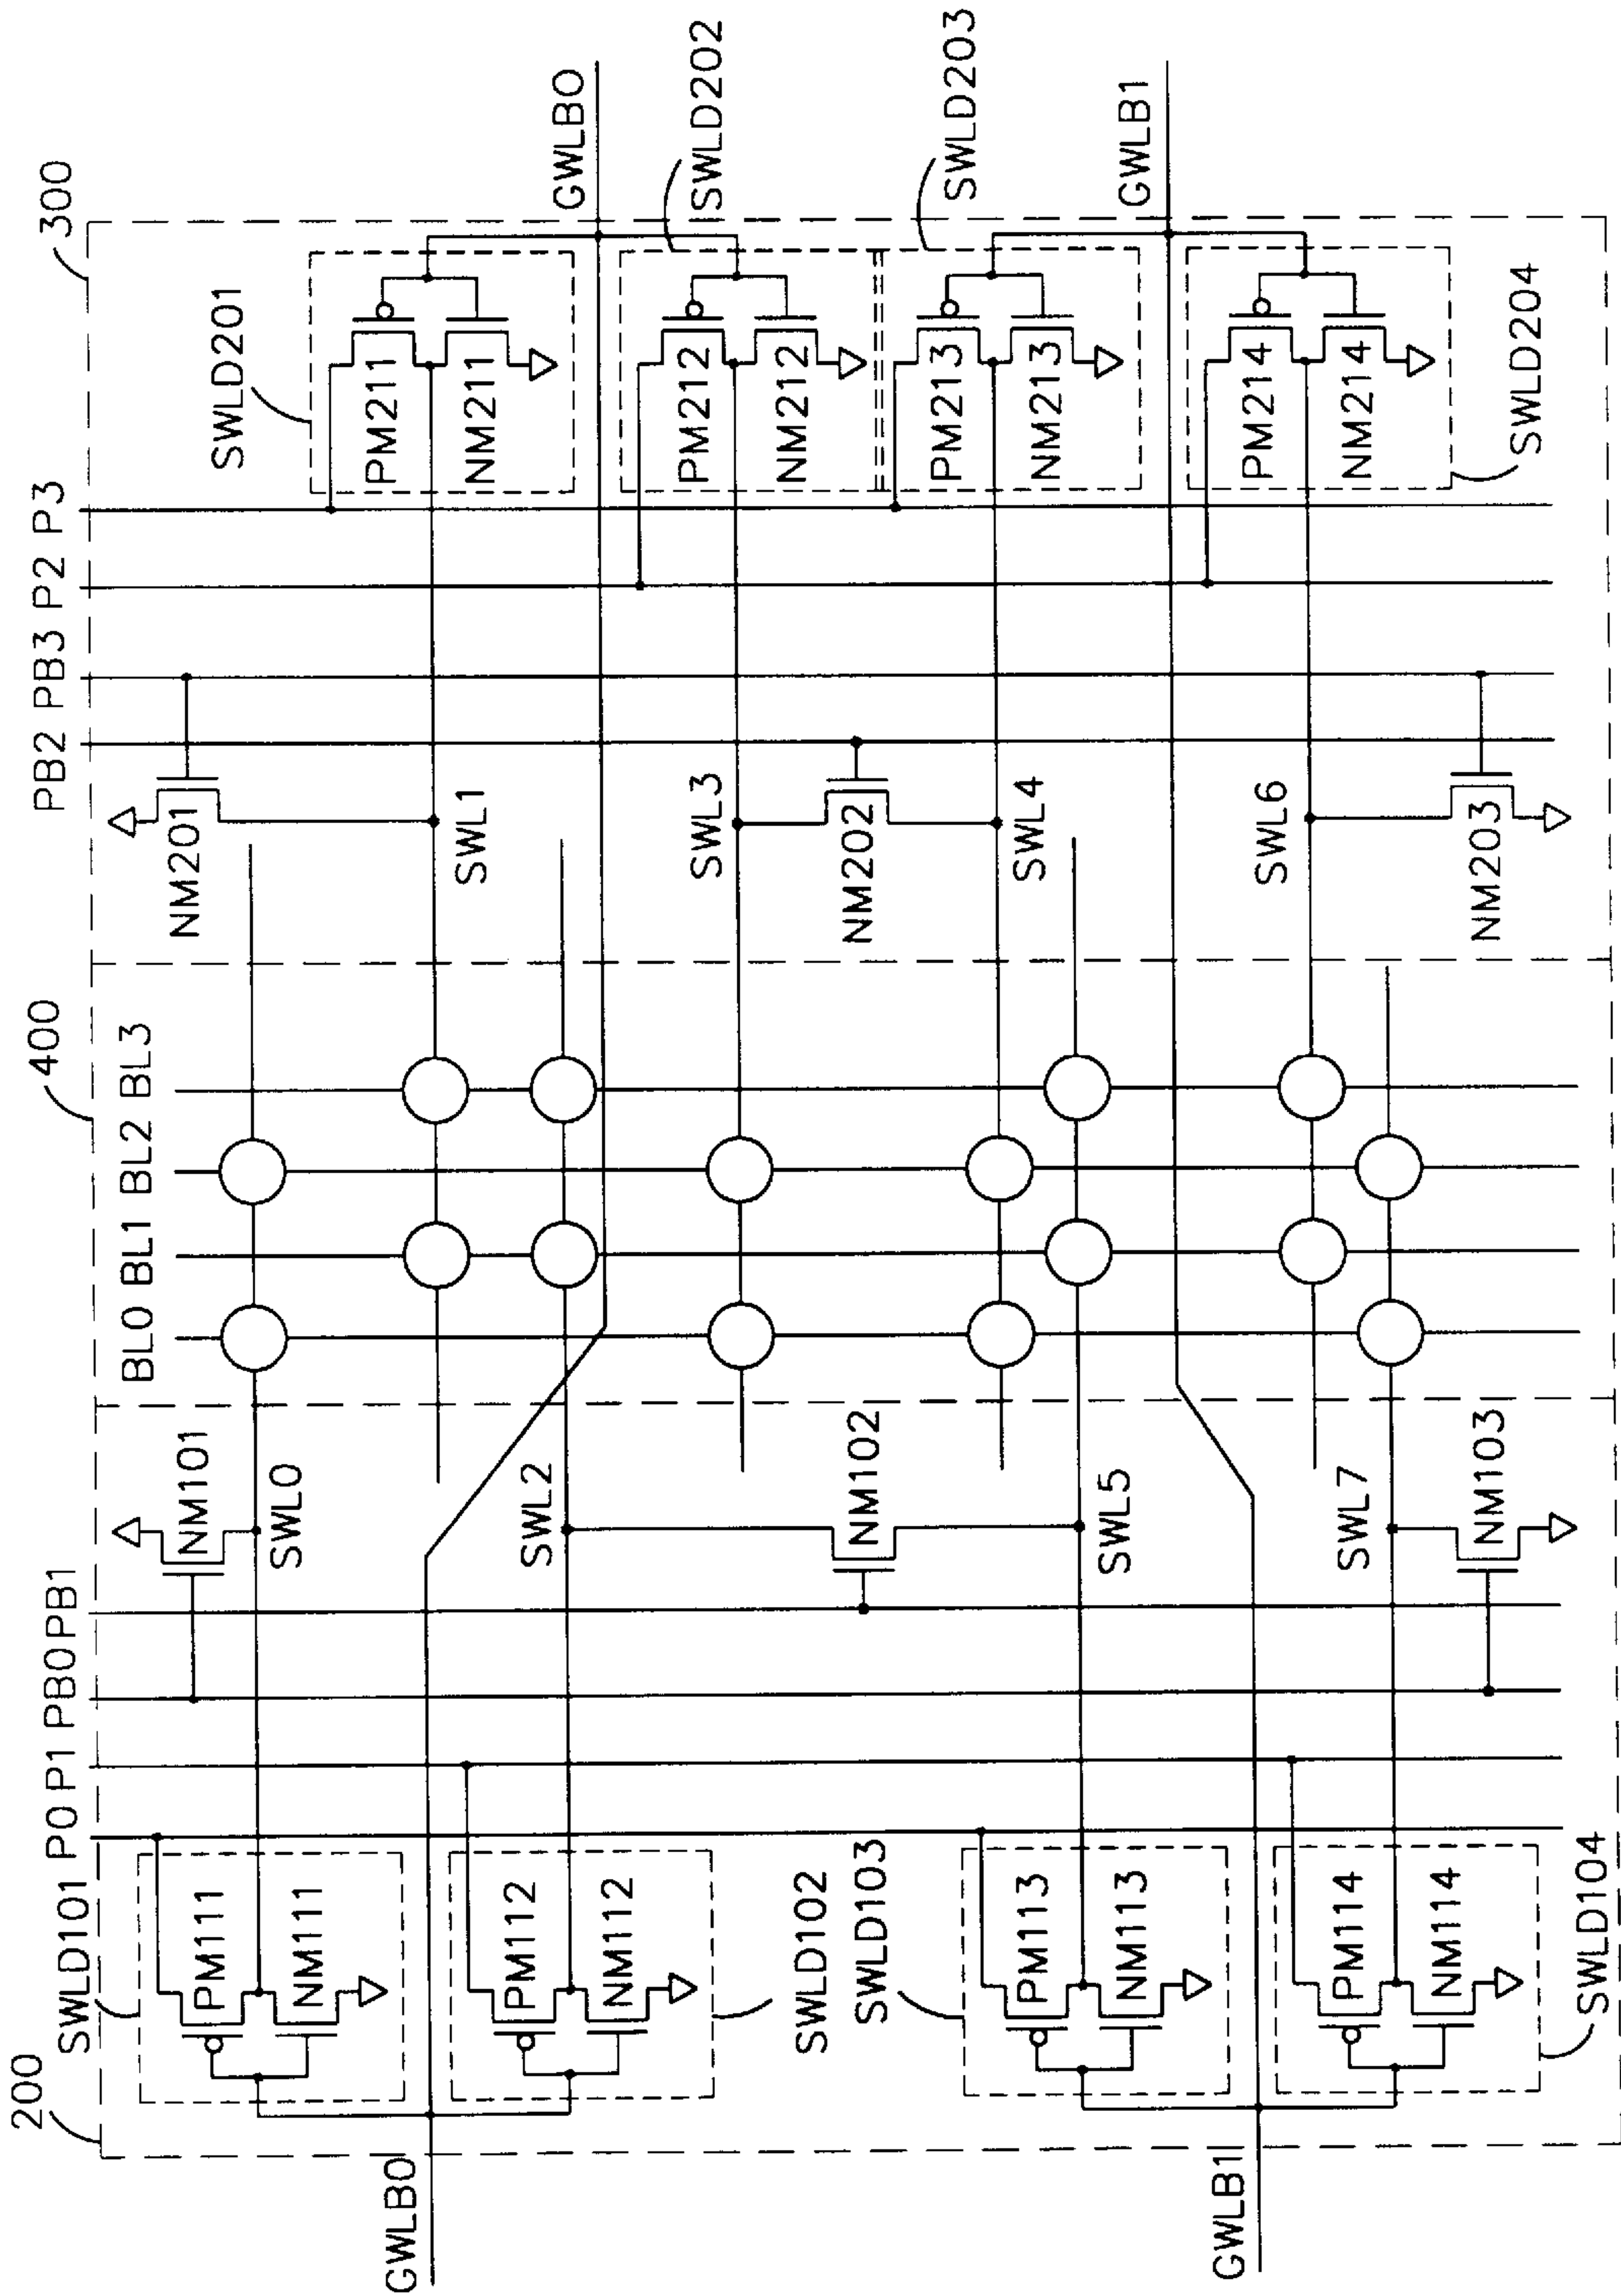 200
SWLD101
P0 P1 PB0 PB1
400
BL0 BL1 BL2 BL3
PB2 PB3 P2 P3
300
PM111
NM111
NM101
SWL0
NM201
SWL1
SWLD201
PM211
NM211
GWLB0
GWLB0
PM112
NM112
SWLD102
SWL2
SWL3
PM212
NM212
SWLD202
NM102
NM202
SWLD103
PM113
NM113
SWL5
SWL4
PM213
NM213
SWLD203
GWLB1
GWLB1
PM114
NM114
SWLD104
SWL7
NM103
SWL6
NM203
PM214
NM214
SWLD204